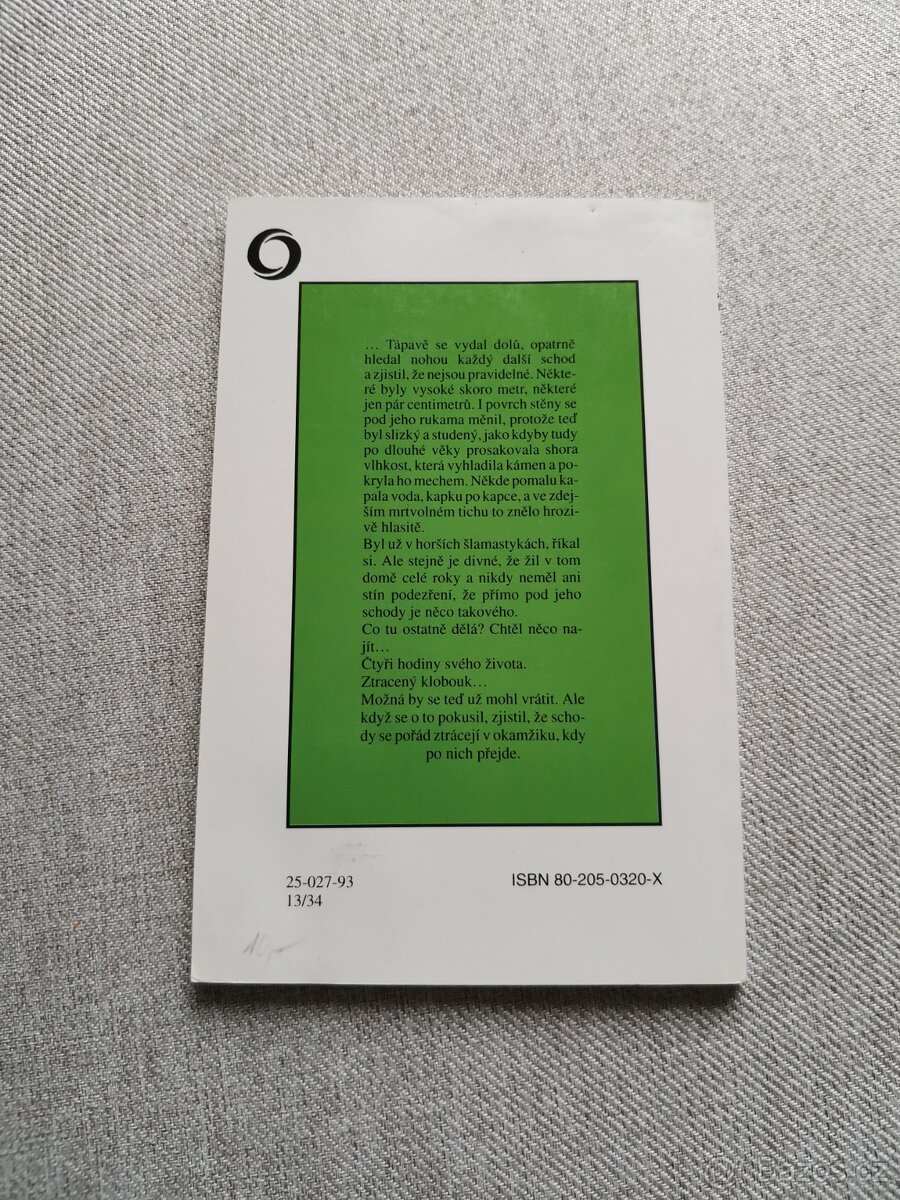 ... Tápavě se vydal dolů, opatrně
hledal nohou každý další schod
a zjistil, že nejsou pravidelné. Někte-
ré byly vysoké skoro metr, některé
jen pár centimetrů. I povrch stěny se
pod jeho rukama měnil, protože teď
byl slizký a studený, jako kdyby tudy
po dlouhé věky prosakovala shora
vlhkost, která vyhladila kámen a po-
kryla ho mechem. Někde pomalu ka-
pala voda, kapku po kapce, a ve zdej-
ším mrtvolném tichu to znělo hrozi-
vě hlasitě.
Byl už v horších šlamastykách, říkal
si. Ale stejně je divné, že žil v tom
domě celé roky a nikdy neměl ani
stín podezření, že přímo pod jeho
schody je něco takového.
Co tu ostatně dělá? Chtěl něco na-
jít...
Čtyři hodiny svého života.
Ztracený klobouk...
Možná by se teď už mohl vrátit. Ale
když se o to pokusil, zjistil, že scho-
dy se pořád ztrácejí v okamžiku, kdy
po nich přejde.
25-027-93
13/34
ISBN 80-205-0320-X
Bazoš.cz